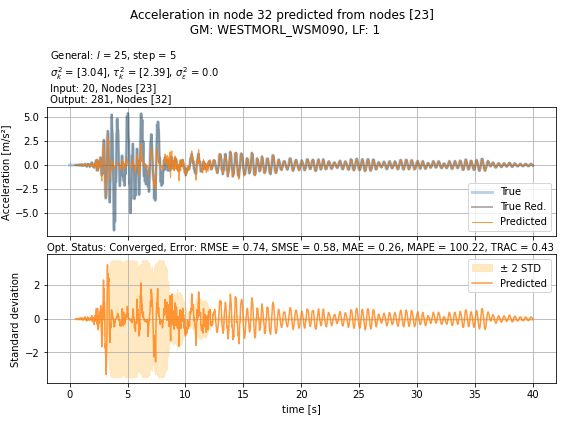 Acceleration in node 32 predicted from nodes [23]
GM: WESTMORL_WSM090, LF: 1
General: l = 25, step = 5
σ²ₖ = [3.04], τ²ₖ = [2.39], σ²ₑ = 0.0
Input: 20, Nodes [23]
Output: 281, Nodes [32]
Acceleration [m/s²]
5.0
2.5
0.0
−2.5
−5.0
True
True Red.
Predicted
Opt. Status: Converged, Error: RMSE = 0.74, SMSE = 0.58, MAE = 0.26, MAPE = 100.22, TRAC = 0.43
Standard deviation
2
0
−2
± 2 STD
Predicted
0 5 10 15 20 25 30 35 40
time [s]